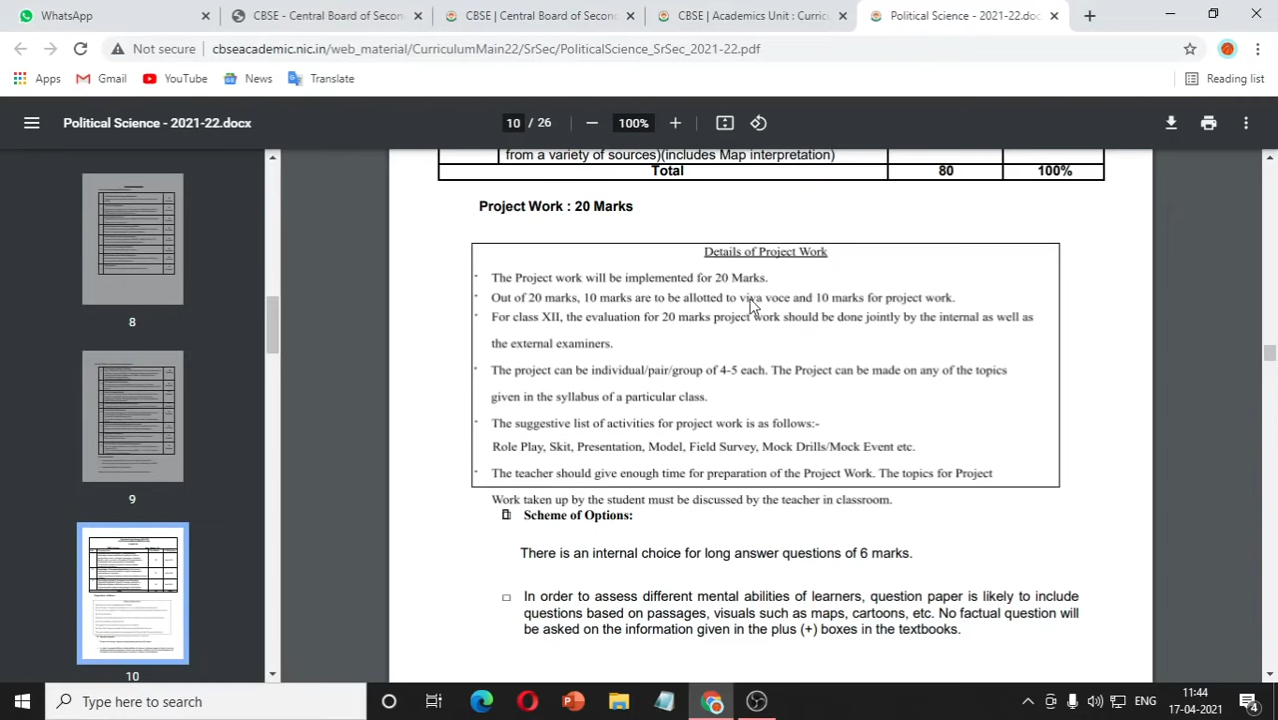 WhatsApp
CBSE - Central Board of Secon
CBSE | Central Board of Secon
CBSE | Academics Unit : Curricu
Political Science - 2021-22.doc
Not secure
cbseacademic.nic.in/web_material/CurriculumMain22/SrSec/PoliticalScience_SrSec_2021-22.pdf
Apps
Gmail
YouTube
News
Translate
Reading list
Political Science - 2021-22.docx
10 / 26
100%
from a variety of sources)(includes Map interpretation)
Total 80 100%
Project Work : 20 Marks
Details of Project Work
The Project work will be implemented for 20 Marks.
Out of 20 marks, 10 marks are to be allotted to viva voce and 10 marks for project work.
For class XII, the evaluation for 20 marks project work should be done jointly by the internal as well as
the external examiners.
The project can be individual/pair/group of 4-5 each. The Project can be made on any of the topics
given in the syllabus of a particular class.
The suggestive list of activities for project work is as follows:-
Role Play, Skit, Presentation, Model, Field Survey, Mock Drills/Mock Event etc.
The teacher should give enough time for preparation of the Project Work. The topics for Project
Work taken up by the student must be discussed by the teacher in classroom.
Scheme of Options:
There is an internal choice for long answer questions of 6 marks.
In order to assess different mental abilities of learners, question paper is likely to include
questions based on passages, visuals such as maps, cartoons, etc. No factual question will
be asked on the information given in the plus (+) boxes in the textbooks.
8
9
10
Type here to search
ENG
11:44
17-04-2021
4